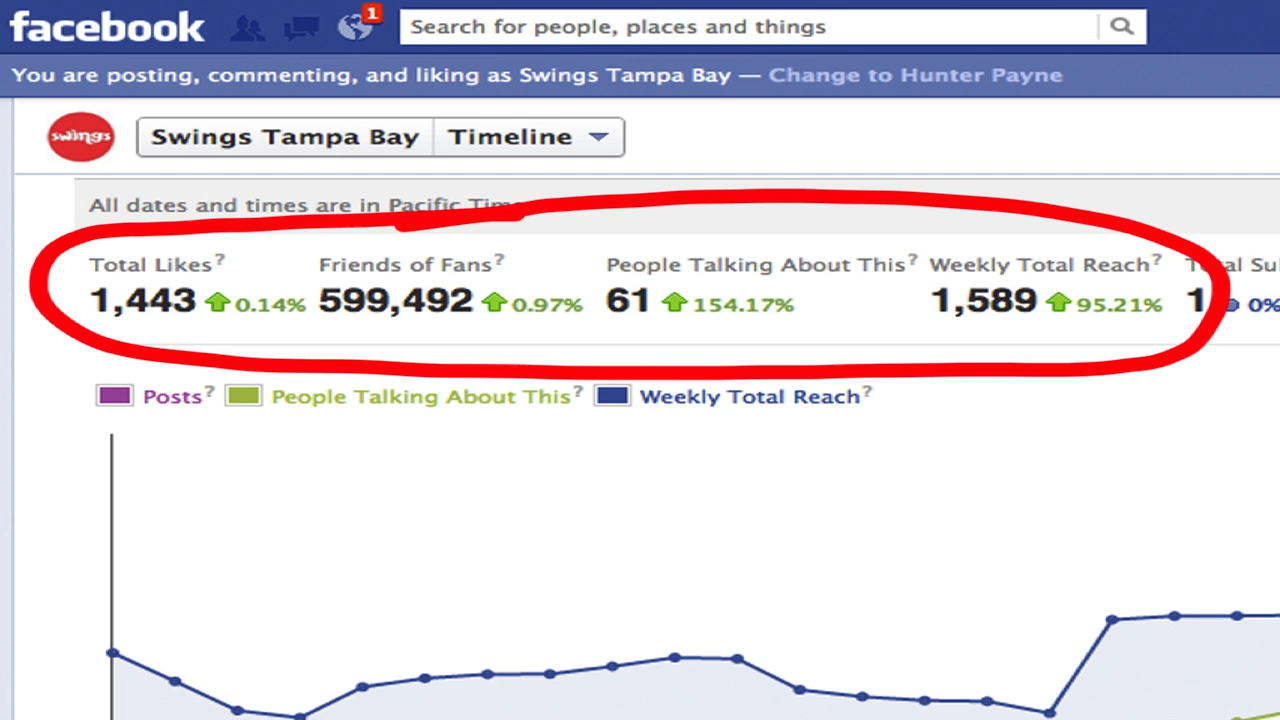 facebook
1
Search for people, places and things
You are posting, commenting, and liking as Swings Tampa Bay — Change to Hunter Payne
swings
Swings Tampa Bay Timeline
All dates and times are in Pacific Time
Total Likes? Friends of Fans? People Talking About This? Weekly Total Reach?
1,443 0.14% 599,492 0.97% 61 154.17% 1,589 95.21% 1 0%
Posts? People Talking About This? Weekly Total Reach?